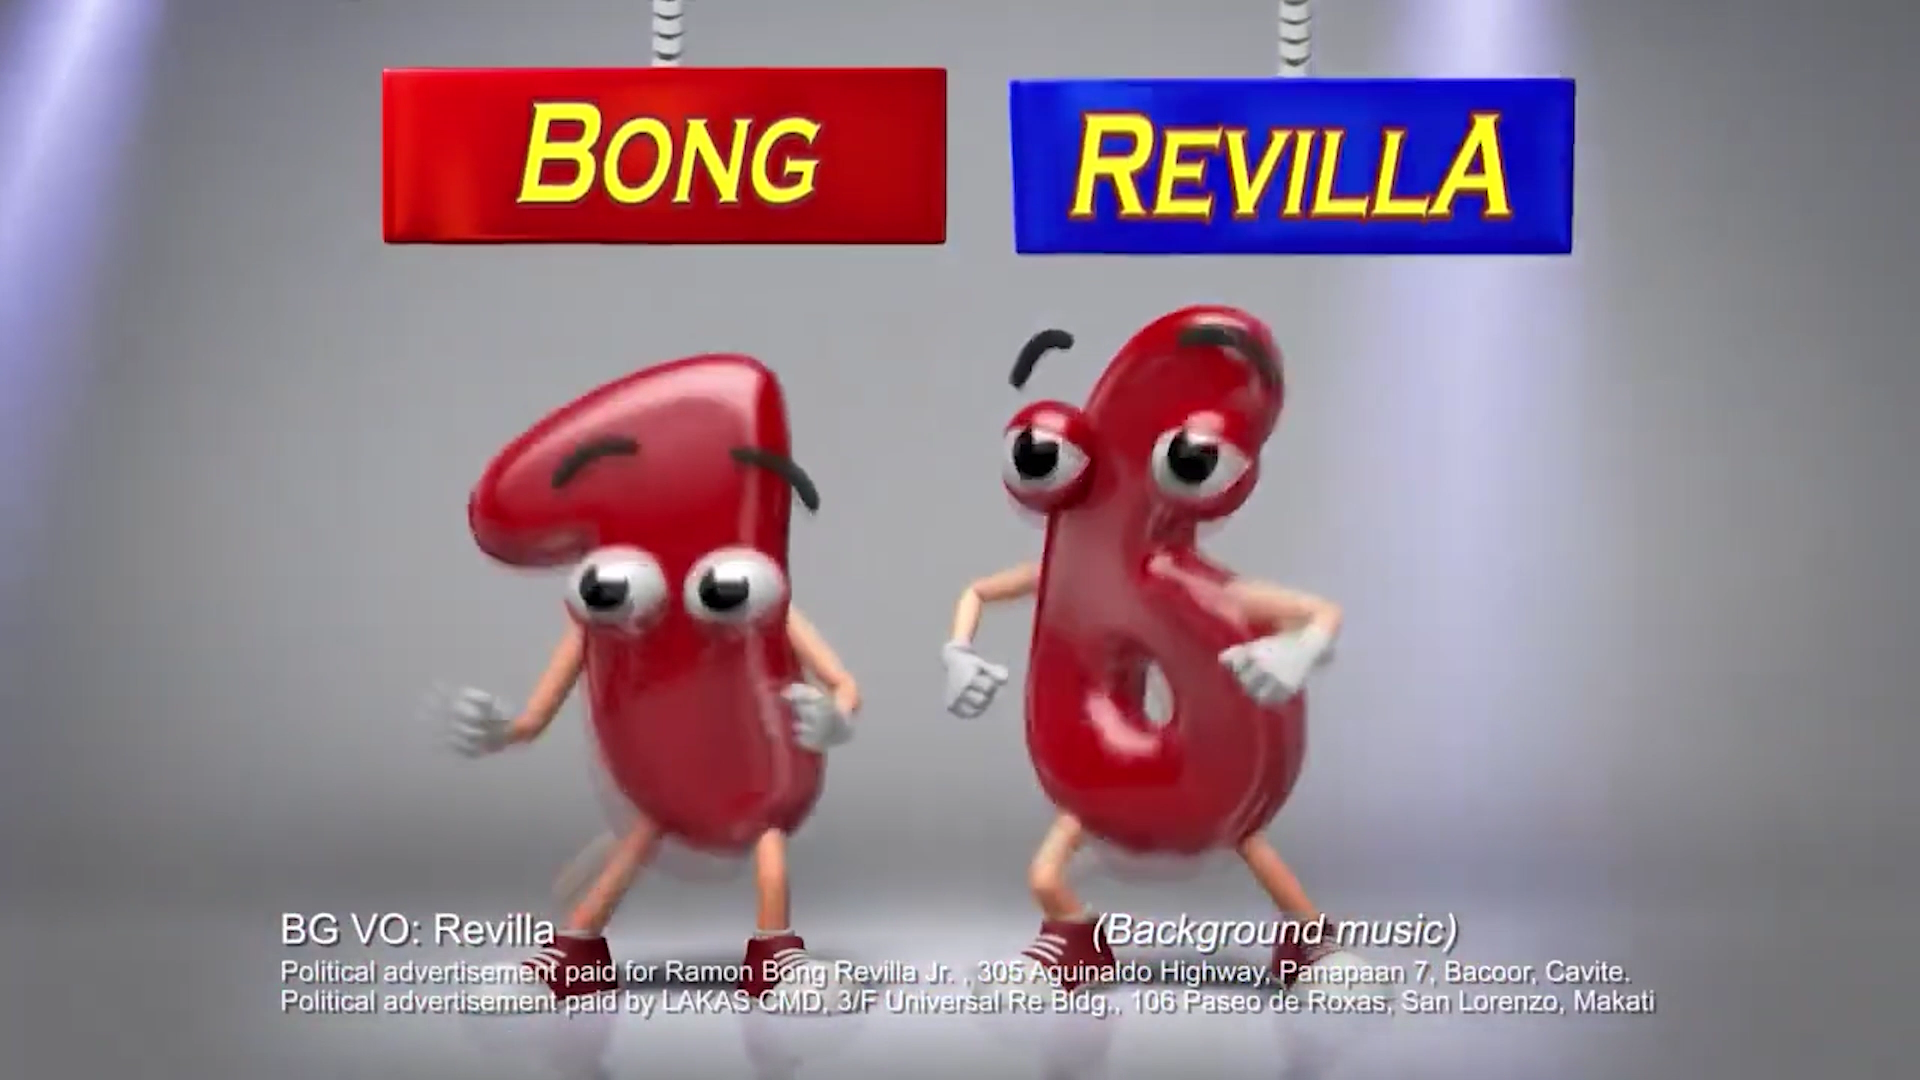 BONG
REVILLA
BG VO: Revilla
(Background music)
Political advertisement paid for Ramon Bong Revilla Jr. , 305 Aguinaldo Highway, Panapaan 7, Bacoor, Cavite.
Political advertisement paid by LAKAS CMD, 3/F Universal Re Bldg., 106 Paseo de Roxas, San Lorenzo, Makati